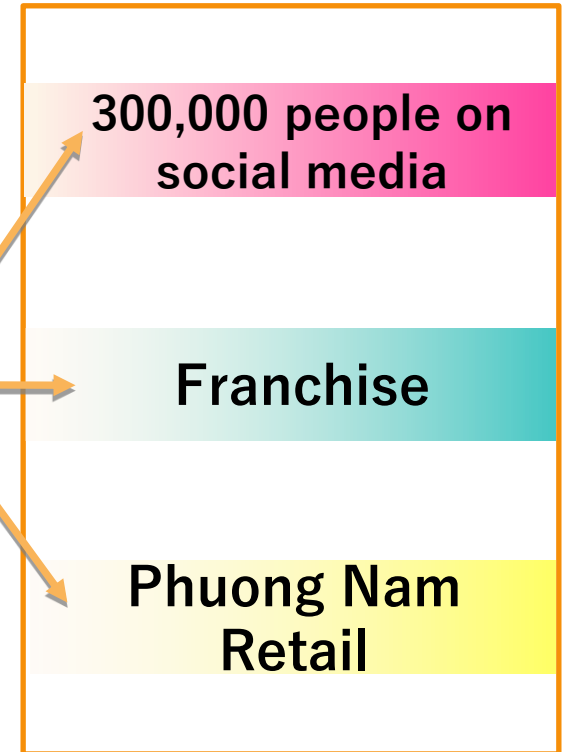 300,000 people on
social media
Franchise
Phuong Nam
Retail